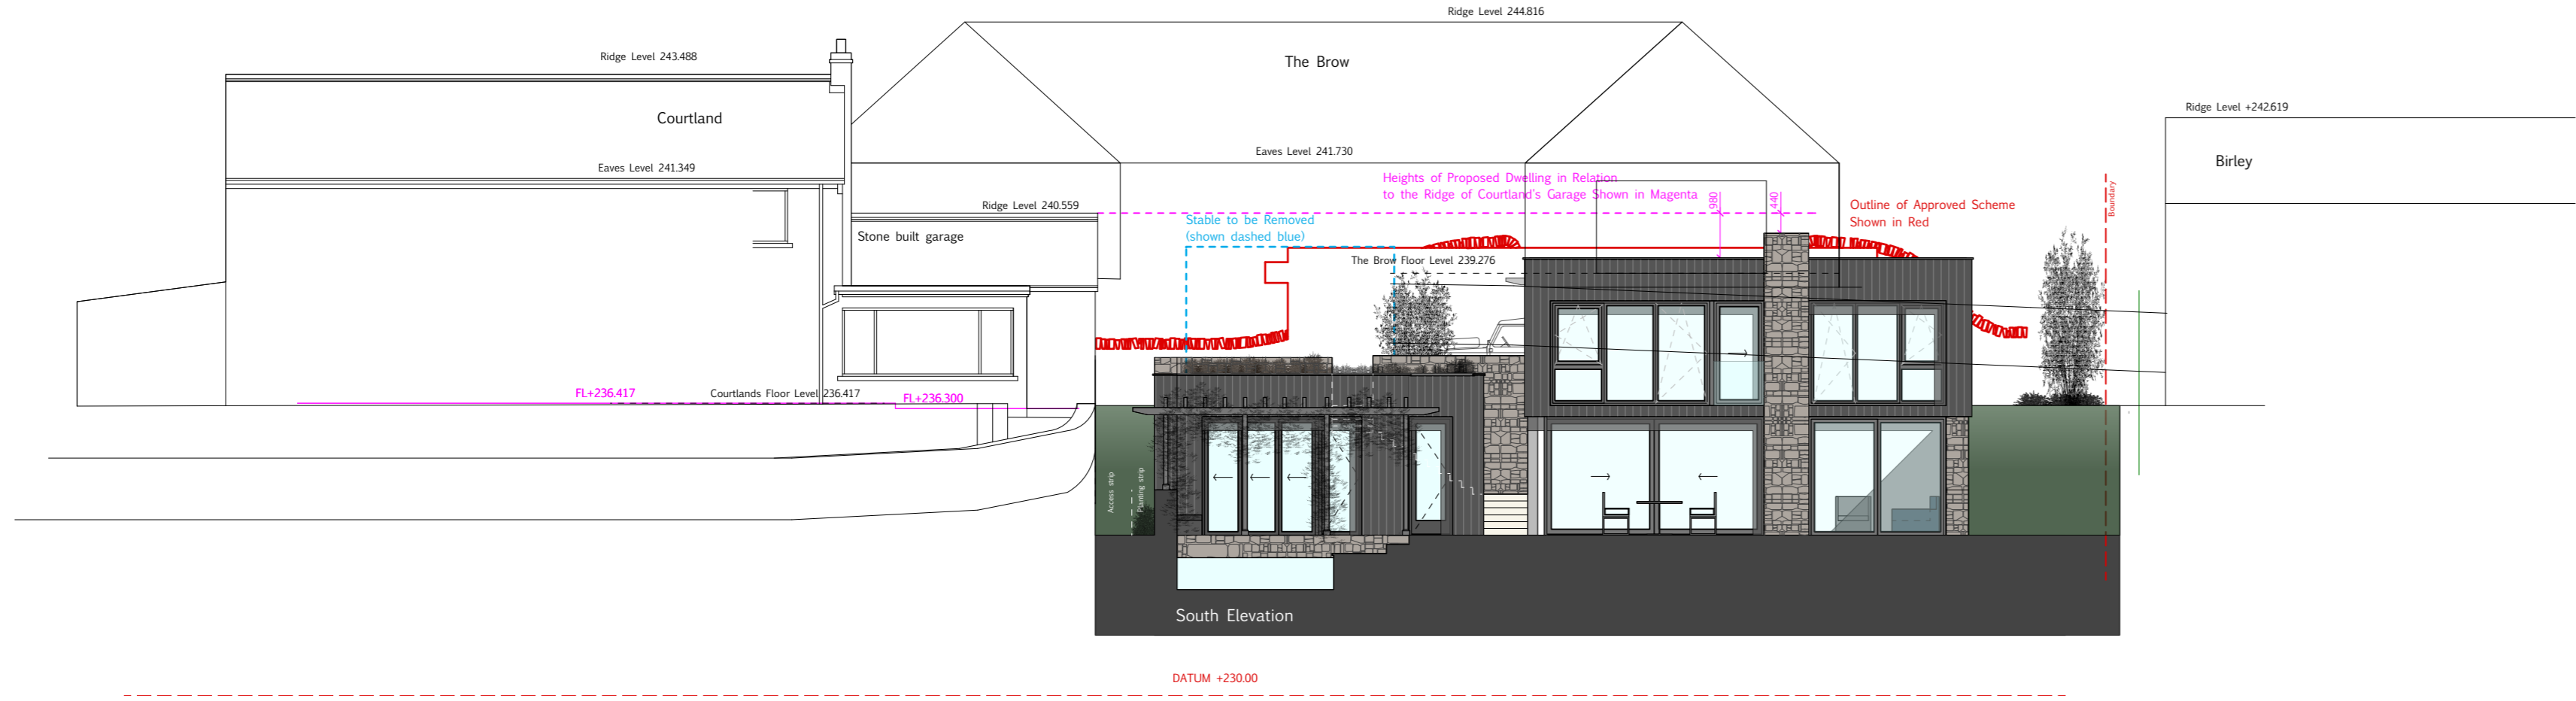 Ridge Level 244.816
Ridge Level 243.488
The Brow
Ridge Level +242.619
Courtland
Eaves Level 241.730
Birley
Eaves Level 241.349
Heights of Proposed Dwelling in Relation
to the Ridge of Courtland's Garage Shown in Magenta
980
440
Boundary
Ridge Level 240.559
Outline of Approved Scheme
Shown in Red
Stable to be Removed
(shown dashed blue)
Stone built garage
The Brow Floor Level 239.276
FL+236.417
Courtlands Floor Level 236.417
FL+236.300
Access strip
Planting strip
South Elevation
DATUM +230.00